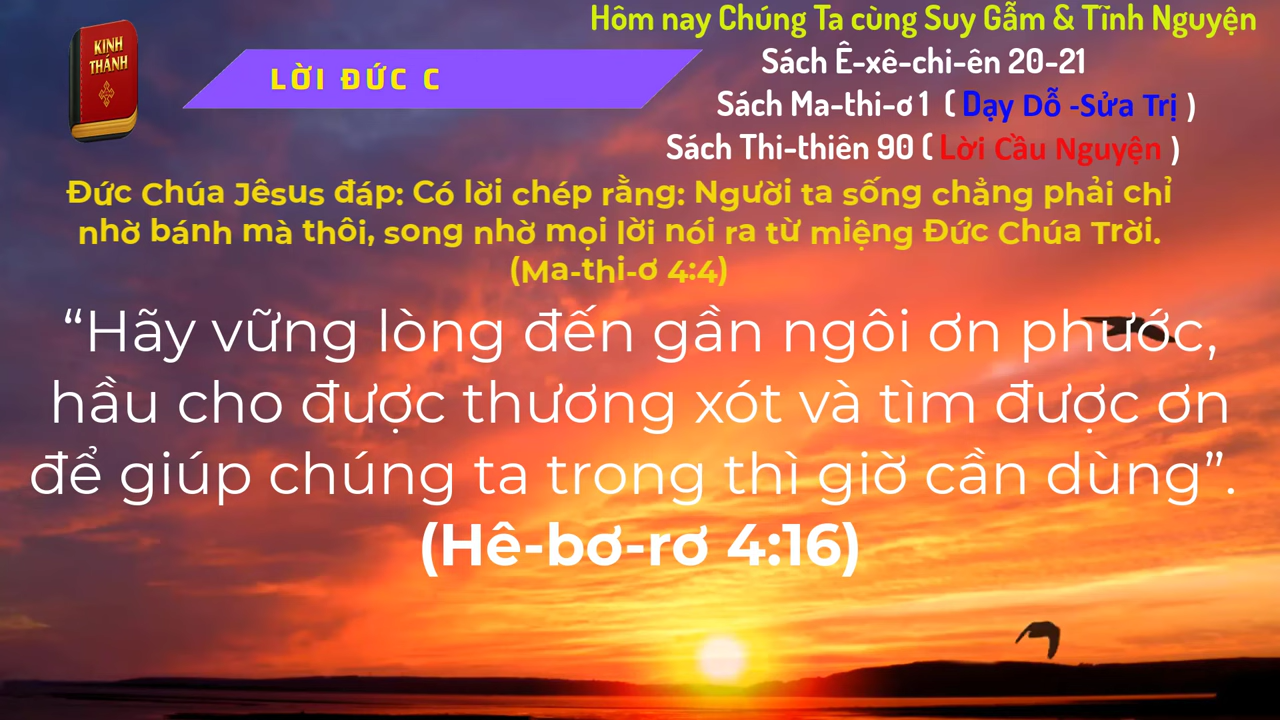 Hôm nay Chúng Ta cùng Suy Gẫm & Tĩnh Nguyện
KINH
THÁNH
LỜI ĐỨC C
Sách Ê-xê-chi-ên 20-21
Sách Ma-thi-ơ 1 ( Dạy Dỗ -Sửa Trị )
Sách Thi-thiên 90 ( Lời Cầu Nguyện )
Đức Chúa Jêsus đáp: Có lời chép rằng: Người ta sống chẳng phải chỉ
nhờ bánh mà thôi, song nhờ mọi lời nói ra từ miệng Đức Chúa Trời.
(Ma-thi-ơ 4:4)
“Hãy vững lòng đến gần ngôi ơn phước,
hầu cho được thương xót và tìm được ơn
để giúp chúng ta trong thì giờ cần dùng”.
(Hê-bơ-rơ 4:16)